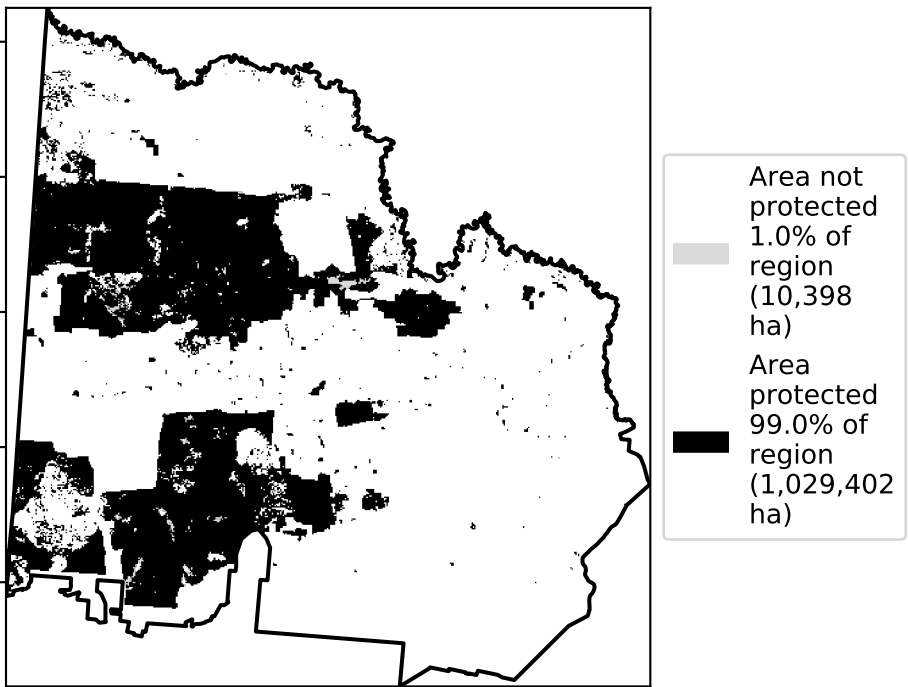 Area not
protected
1.0% of
region
(10,398
ha)
Area
protected
99.0% of
region
(1,029,402
ha)